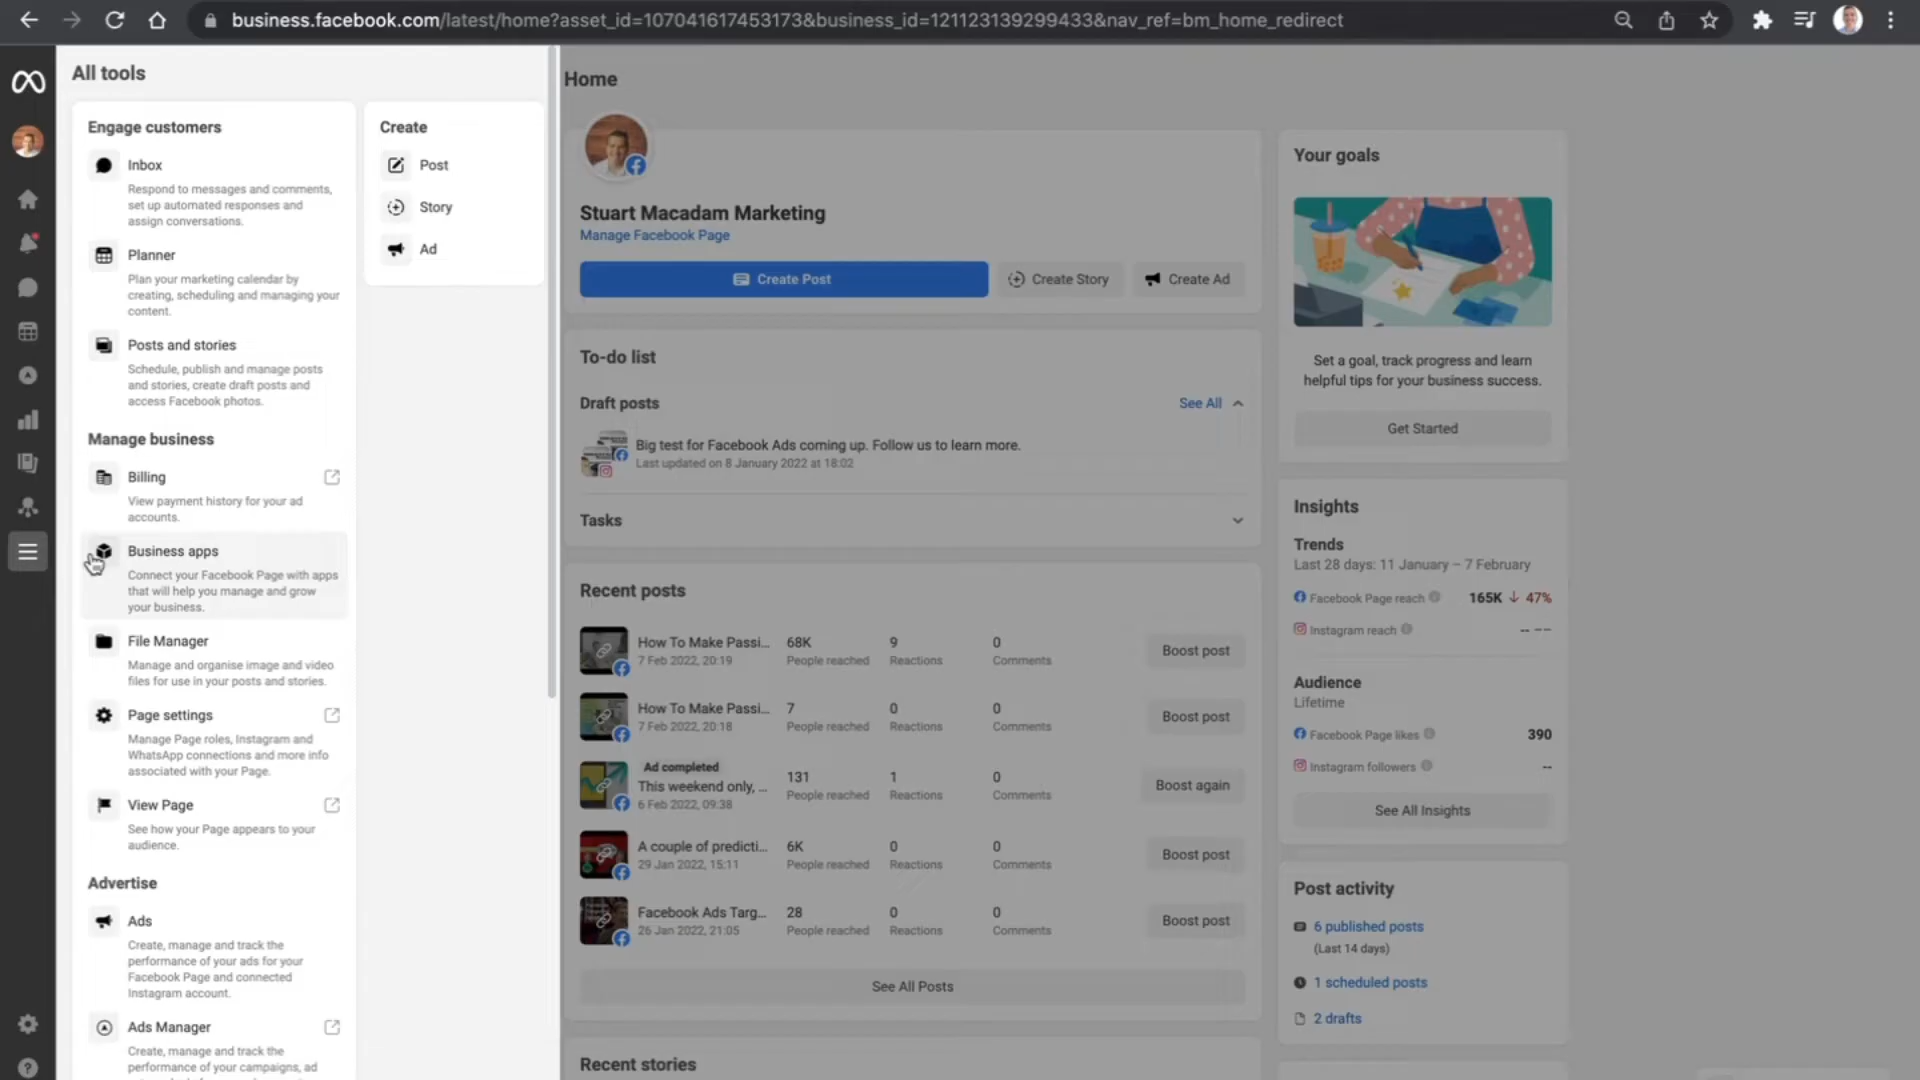 business.facebook.com/latest/home?asset_id=107041617453173&business_id=121123139299433&nav_ref=bm_home_redirect
All tools
Engage customers
Inbox
Respond to messages and comments,
set up automated responses and
assign conversations.
Planner
Plan your marketing calendar by
creating, scheduling and managing your
content.
Posts and stories
Schedule, publish and manage posts
and stories, create draft posts and
access Facebook photos.
Manage business
Billing
View payment history for your ad
accounts.
Business apps
Connect your Facebook Page with apps
that will help you manage and grow
your business.
File Manager
Manage and organise image and video
files for use in your posts and stories.
Page settings
Manage Page roles, Instagram and
WhatsApp connections and more info
associated with your Page.
View Page
See how your Page appears to your
audience.
Advertise
Ads
Create, manage and track the
performance of your ads for your
Facebook Page and connected
Instagram account.
Ads Manager
Create, manage and track the
performance of your campaigns, ad
Create
Post
Story
Ad
Home
Stuart Macadam Marketing
Manage Facebook Page
Create Post
Create Story
Create Ad
To-do list
Draft posts
See All
Big test for Facebook Ads coming up. Follow us to learn more.
Last updated on 8 January 2022 at 18:02
Tasks
Recent posts
How To Make Passi... 68K 9 0
7 Feb 2022, 20:19 People reached Reactions Comments
Boost post
How To Make Passi... 7 0 0
7 Feb 2022, 20:18 People reached Reactions Comments
Boost post
Ad completed
This weekend only, ... 131 1 0
6 Feb 2022, 09:38 People reached Reactions Comments
Boost again
A couple of predicti... 6K 0 0
29 Jan 2022, 15:11 People reached Reactions Comments
Boost post
Facebook Ads Targ... 28 0 0
26 Jan 2022, 21:05 People reached Reactions Comments
Boost post
See All Posts
Recent stories
Your goals
Set a goal, track progress and learn
helpful tips for your business success.
Get Started
Insights
Trends
Last 28 days: 11 January – 7 February
Facebook Page reach 165K ↓ 47%
Instagram reach -- --
Audience
Lifetime
Facebook Page likes 390
Instagram followers --
See All Insights
Post activity
6 published posts
(Last 14 days)
1 scheduled posts
2 drafts